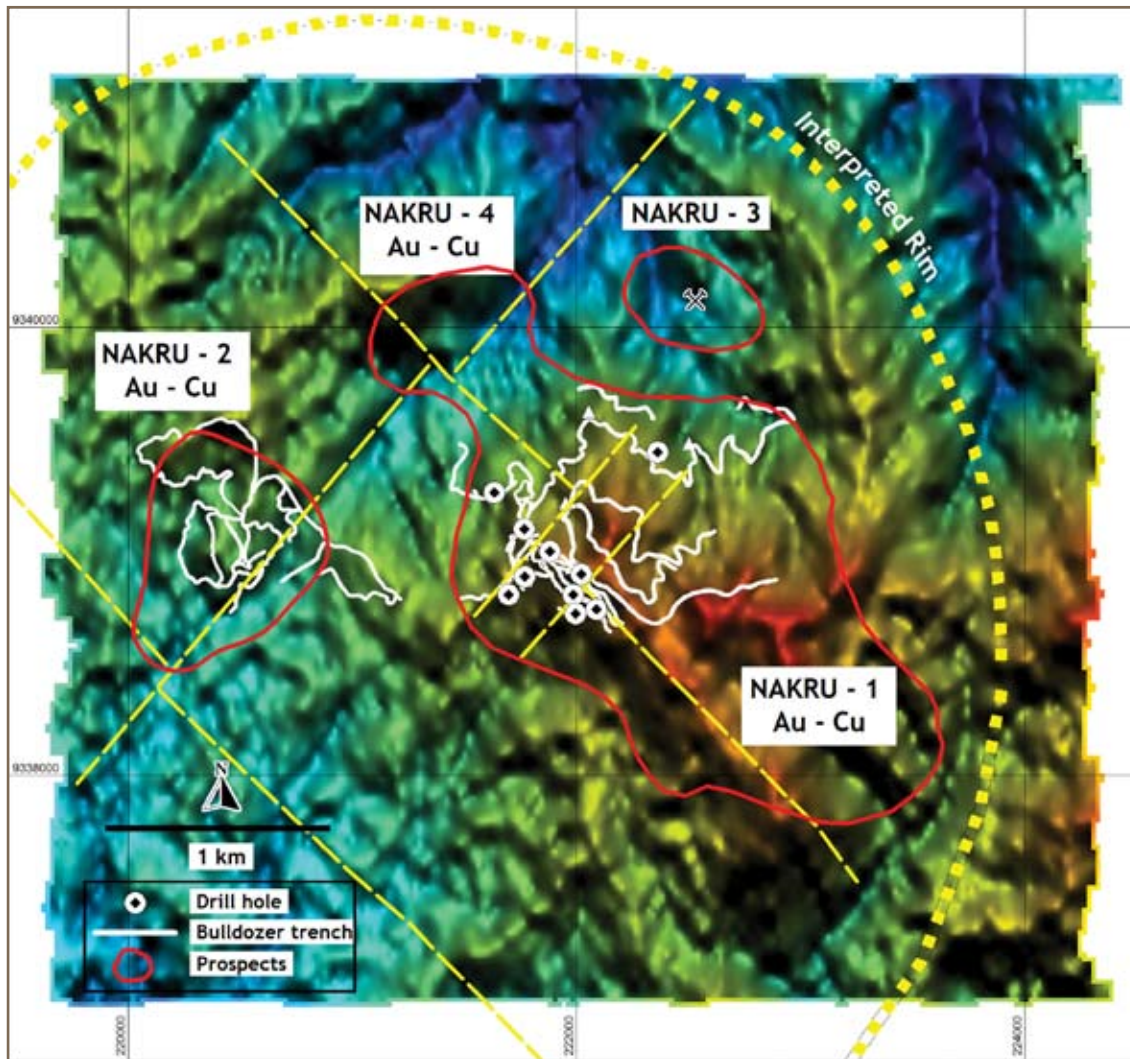 Interpreted Rim
NAKRU - 4
Au - Cu
NAKRU - 3
9340000
NAKRU - 2
Au - Cu
NAKRU - 1
Au - Cu
9338000
N
1 km
Drill hole
Bulldozer trench
Prospects
220000
222000
224000